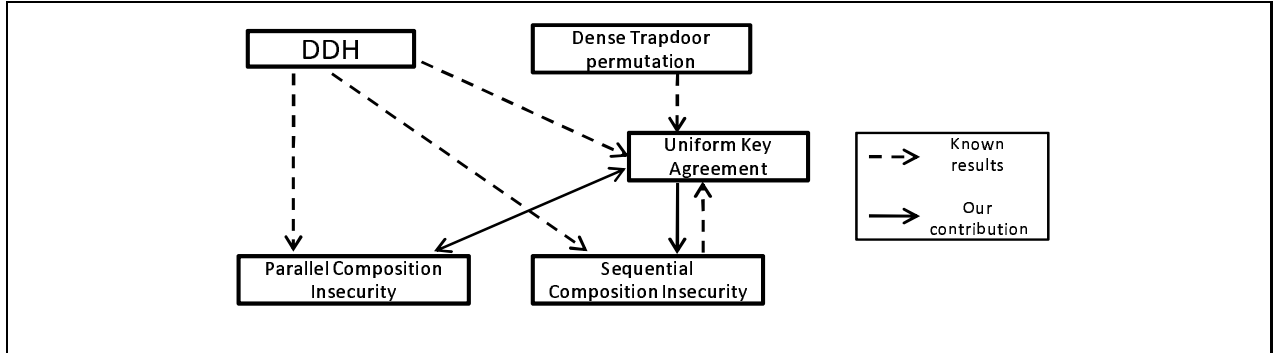 DDH
Dense Trapdoor
permutation
Uniform Key
Agreement
Known
results
Our
contribution
Parallel Composition
Insecurity
Sequential
Composition Insecurity